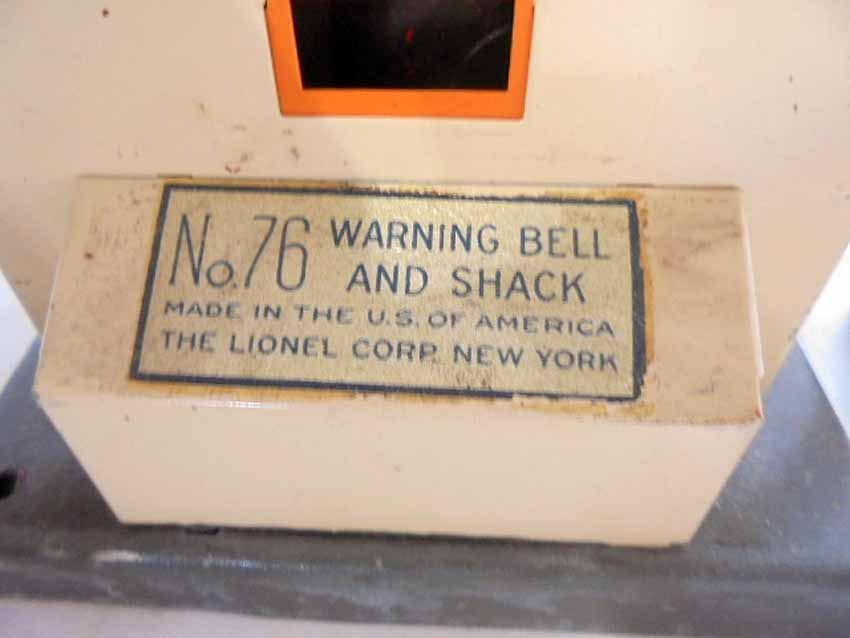 No. 76 WARNING BELL
AND SHACK
MADE IN THE U.S. OF AMERICA
THE LIONEL CORP. NEW YORK